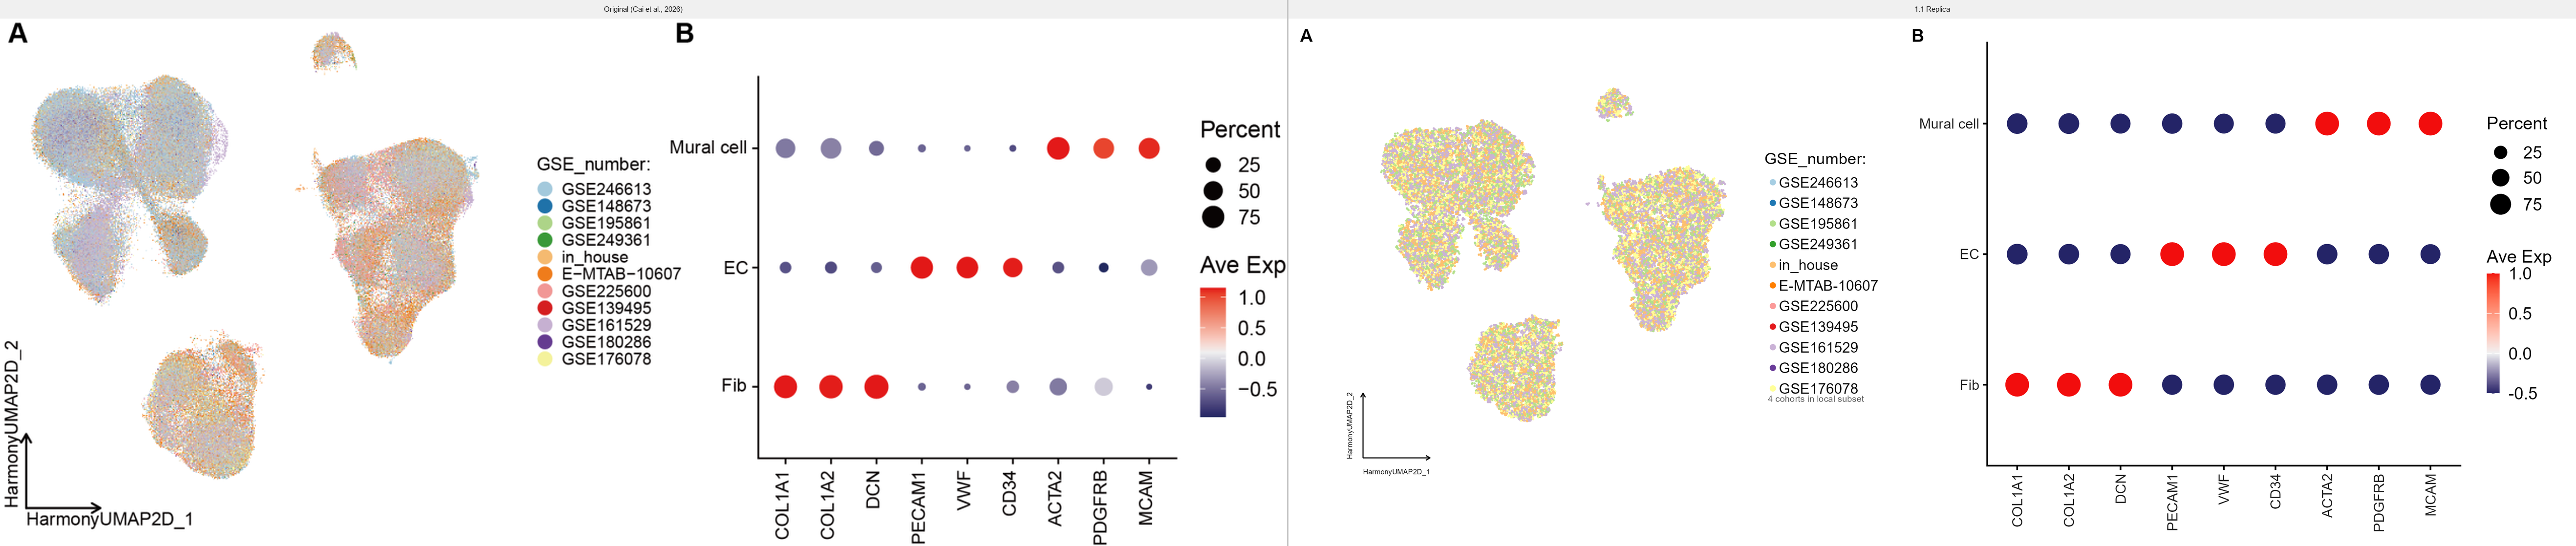 Original (Cai et al., 2026)
A
GSE_number:
GSE246613
GSE148673
GSE195861
GSE249361
in_house
E−MTAB−10607
GSE225600
GSE139495
GSE161529
GSE180286
GSE176078
HarmonyUMAP2D_2
HarmonyUMAP2D_1
B
Mural cell
EC
Fib
COL1A1
COL1A2
DCN
PECAM1
VWF
CD34
ACTA2
PDGFRB
MCAM
Percent
25
50
75
Ave Exp
1.0
0.5
0.0
−0.5
1:1 Replica
A
GSE_number:
GSE246613
GSE148673
GSE195861
GSE249361
in_house
E-MTAB-10607
GSE225600
GSE139495
GSE161529
GSE180286
GSE176078
4 cohorts in local subset
HarmonyUMAP2D_2
HarmonyUMAP2D_1
B
Mural cell
EC
Fib
COL1A1
COL1A2
DCN
PECAM1
VWF
CD34
ACTA2
PDGFRB
MCAM
Percent
25
50
75
Ave Exp
1.0
0.5
0.0
-0.5